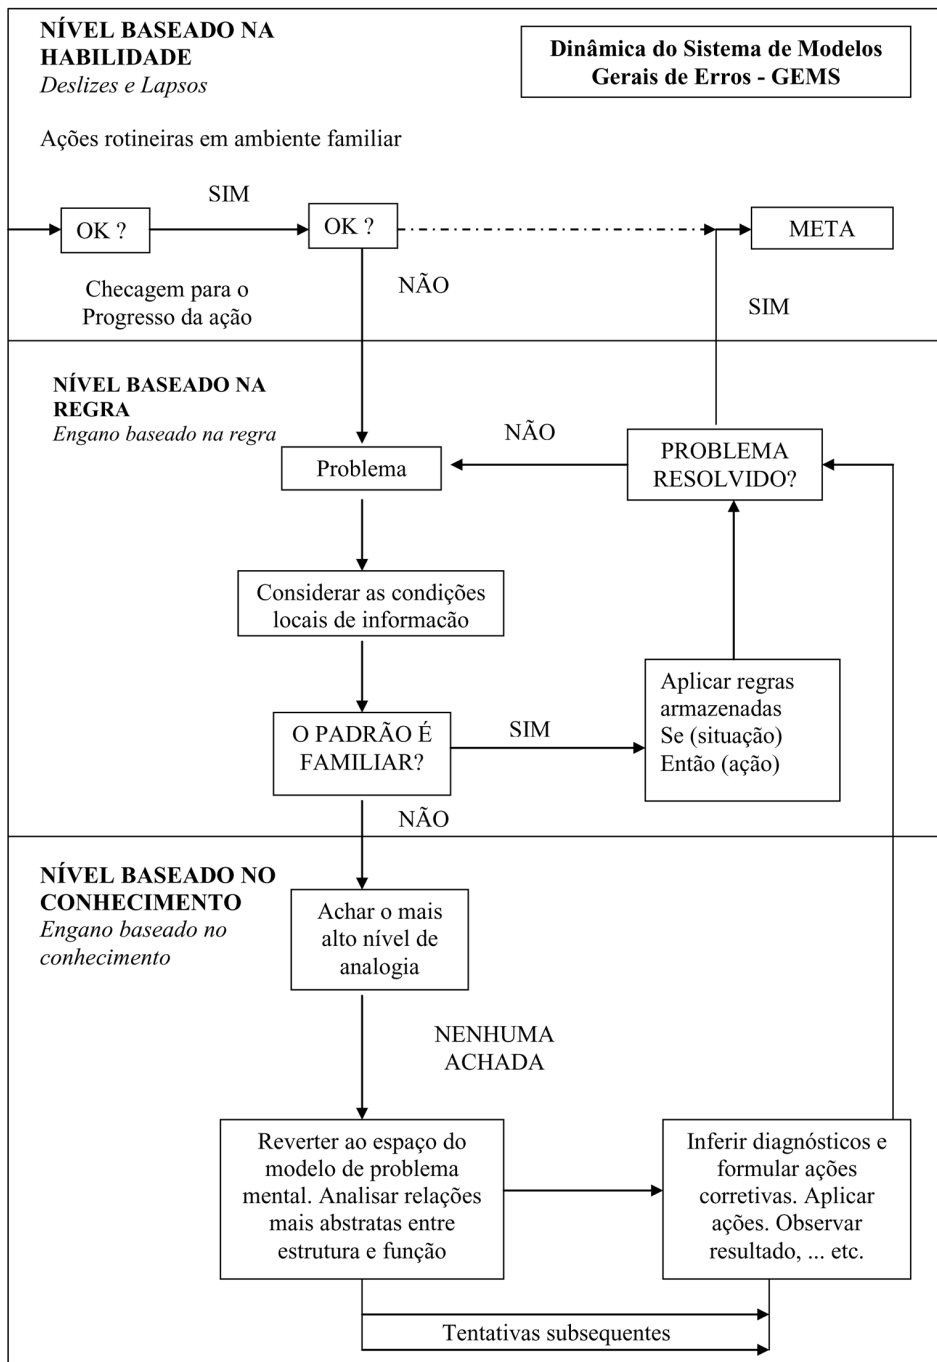 NÍVEL BASEADO NA
HABILIDADE
Deslizes e Lapsos
Dinâmica do Sistema de Modelos
Gerais de Erros - GEMS
Ações rotineiras em ambiente familiar
SIM
OK ?
OK ?
META
NÃO
Checagem para o
Progresso da ação
SIM
NÍVEL BASEADO NA
REGRA
Engano baseado na regra
NÃO
Problema
PROBLEMA
RESOLVIDO?
Considerar as condições
locais de informacão
O PADRÃO É
FAMILIAR?
SIM
Aplicar regras
armazenadas
Se (situação)
Então (ação)
NÃO
NÍVEL BASEADO NO
CONHECIMENTO
Engano baseado no
conhecimento
Achar o mais
alto nível de
analogia
NENHUMA
ACHADA
Reverter ao espaço do
modelo de problema
mental. Analisar relações
mais abstratas entre
estrutura e função
Inferir diagnósticos e
formular ações
corretivas. Aplicar
ações. Observar
resultado, ... etc.
Tentativas subsequentes